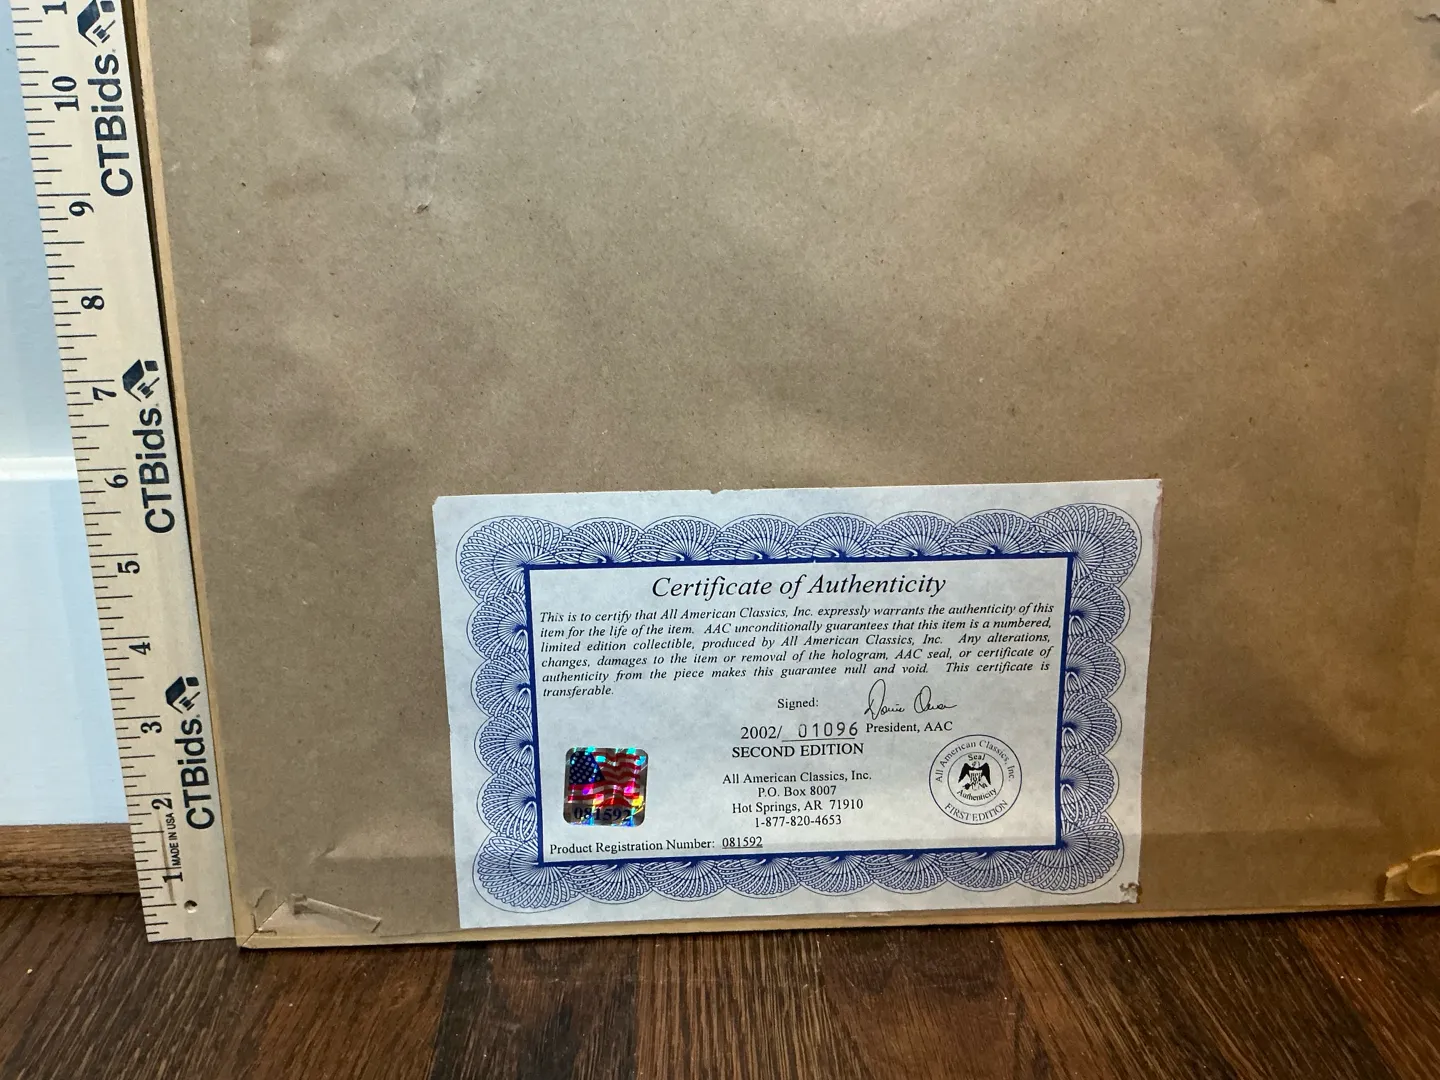 1
CTBids.
10
9
8
7
CTBids.
6
5
4
3
CTBids.
2
1
MADE IN USA
Certificate of Authenticity
This is to certify that All American Classics, Inc. expressly warrants the authenticity of this
item for the life of the item. AAC unconditionally guarantees that this item is a numbered,
limited edition collectible, produced by All American Classics, Inc. Any alterations,
changes, damages to the item or removal of the hologram, AAC seal, or certificate of
authenticity from the piece makes this guarantee null and void. This certificate is
transferable.
Signed:
2002/ 01096 President, AAC
SECOND EDITION
All American Classics, Inc.
P.O. Box 8007
Hot Springs, AR 71910
1-877-820-4653
081592
All American Classics, Inc.
Seal
of
Authenticity
FIRST EDITION
Product Registration Number: 081592